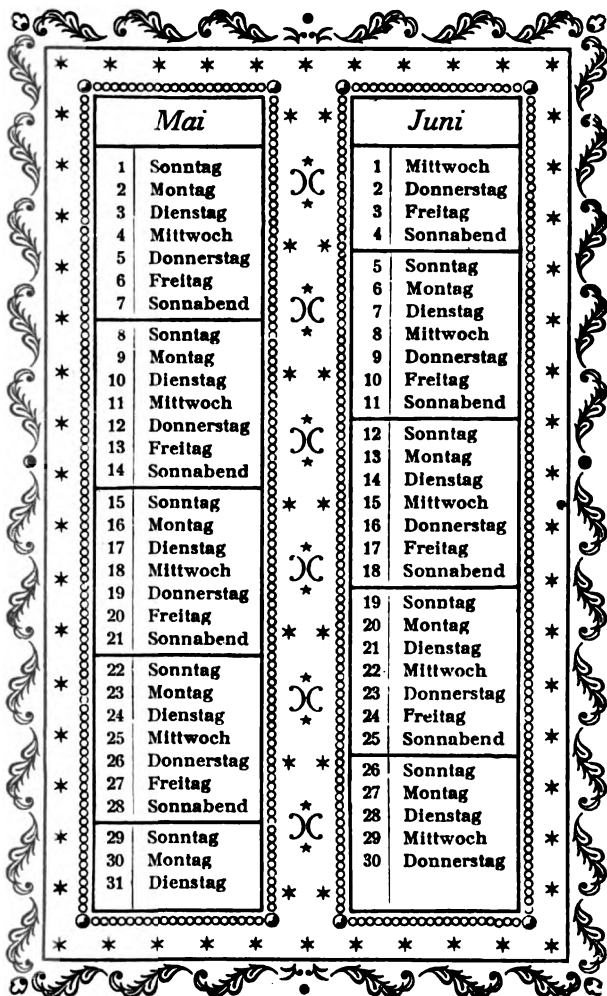 Mai
1 Sonntag
2 Montag
3 Dienstag
4 Mittwoch
5 Donnerstag
6 Freitag
7 Sonnabend
8 Sonntag
9 Montag
10 Dienstag
11 Mittwoch
12 Donnerstag
13 Freitag
14 Sonnabend
15 Sonntag
16 Montag
17 Dienstag
18 Mittwoch
19 Donnerstag
20 Freitag
21 Sonnabend
22 Sonntag
23 Montag
24 Dienstag
25 Mittwoch
26 Donnerstag
27 Freitag
28 Sonnabend
29 Sonntag
30 Montag
31 Dienstag
Juni
1 Mittwoch
2 Donnerstag
3 Freitag
4 Sonnabend
5 Sonntag
6 Montag
7 Dienstag
8 Mittwoch
9 Donnerstag
10 Freitag
11 Sonnabend
12 Sonntag
13 Montag
14 Dienstag
15 Mittwoch
16 Donnerstag
17 Freitag
18 Sonnabend
19 Sonntag
20 Montag
21 Dienstag
22 Mittwoch
23 Donnerstag
24 Freitag
25 Sonnabend
26 Sonntag
27 Montag
28 Dienstag
29 Mittwoch
30 Donnerstag